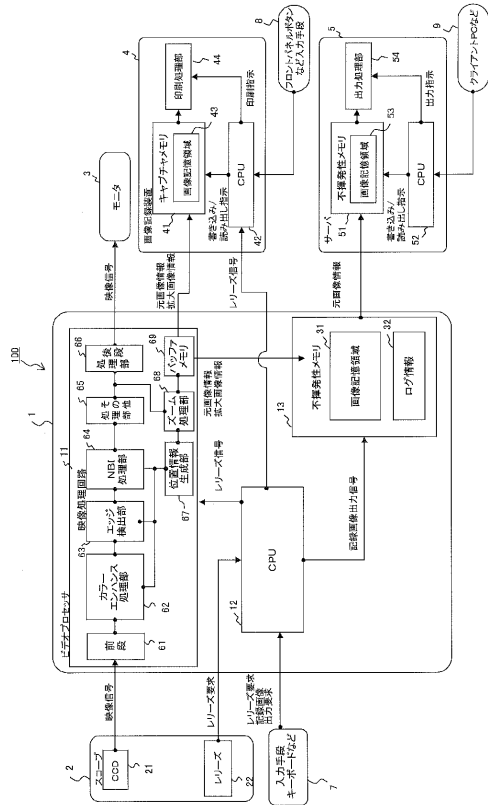 100
1
ビデオプロセッサ
11
映像処理回路
61
前段
62
カラー
エンハンス
処理部
63
エッジ
検出部
64
NBI
処理部
65
その他
の
処理部
66
後段
処理部
67
位置情報
生成部
68
ズーム
処理部
69
バッファ
メモリ
12
CPU
13
不揮発性メモリ
31
画像記憶領域
32
ログ情報
2
スコープ
CCD
21
レリーズ
22
映像信号
レリーズ要求
レリーズ要求
記録画像
出力要求
7
入力手段
キーボードなど
レリーズ信号
記録画像出力信号
元画像情報
拡大画像情報
映像信号
3
モニタ
元画像情報
拡大画像情報
レリーズ信号
元画像情報
4
画像記録装置
41
キャプチャメモリ
43
画像記憶領域
44
印刷処理部
42
CPU
書き込み/
読み出し指示
印刷指示
8
フロントパネルボタン
など入力手段
5
サーバ
51
不揮発性メモリ
53
画像記憶領域
54
出力処理部
52
CPU
書き込み/
読み出し指示
出力指示
9
クライアントPCなど